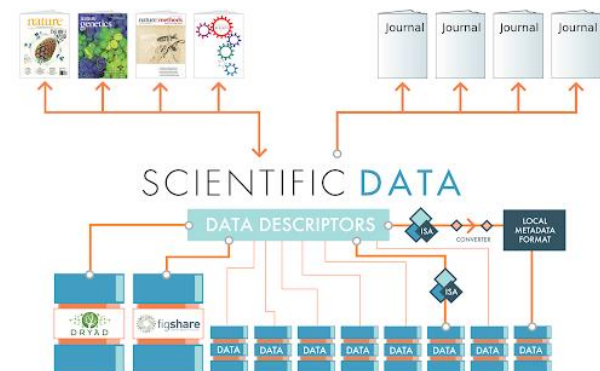 nature
nature
genetics
nature methods
Journal
Journal
Journal
Journal
SCIENTIFIC DATA
DATA DESCRIPTORS
ISA
CONVERTER
LOCAL
METADATA
FORMAT
ISA
DRYAD
figshare
DATA
DATA
DATA
DATA
DATA
DATA
DATA
DATA